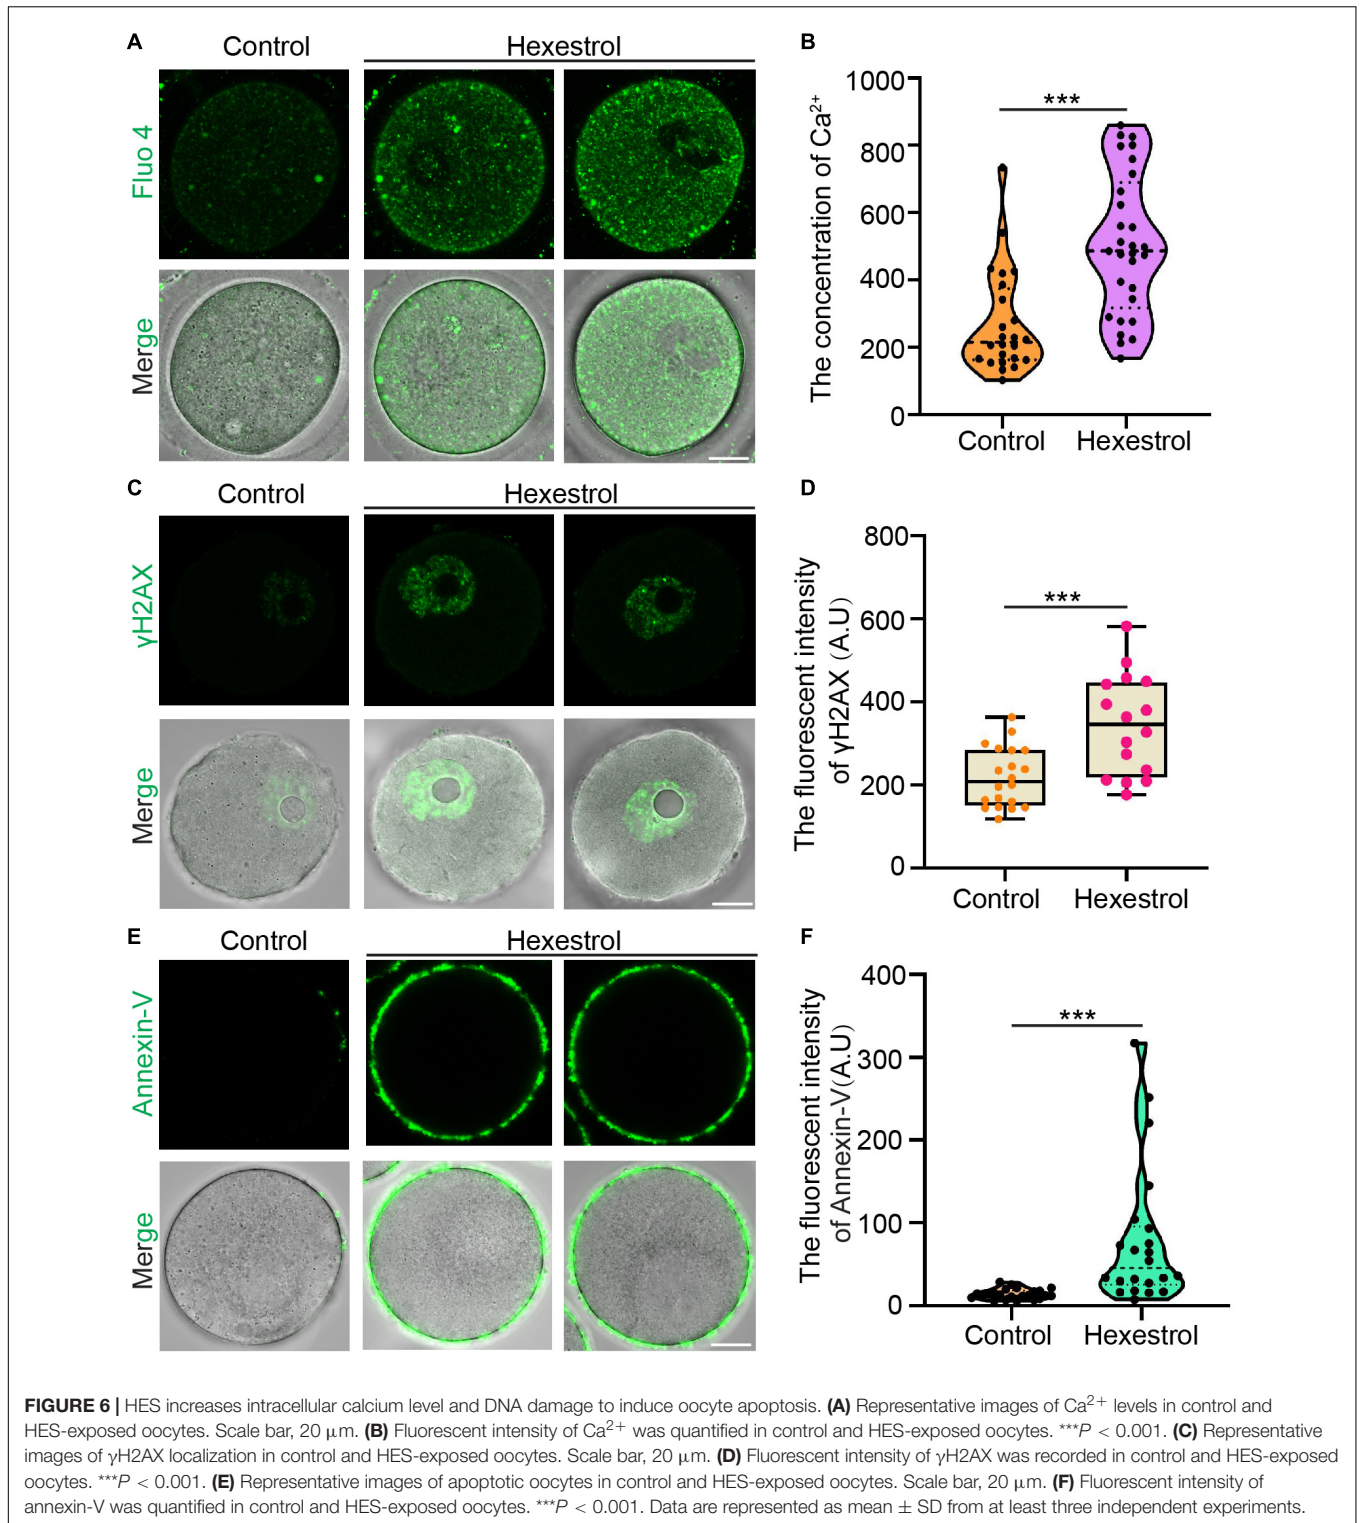 A
Control
Hexestrol
Fluo 4
Merge
B
***
The concentration of Ca²⁺
1000
800
600
400
200
0
Control
Hexestrol
C
Control
Hexestrol
γH2AX
Merge
D
***
The fluorescent intensity
of γH2AX (A.U)
800
600
400
200
0
Control
Hexestrol
E
Control
Hexestrol
Annexin-V
Merge
F
***
The fluorescent intensity
of Annexin-V(A.U)
400
300
200
100
0
Control
Hexestrol
FIGURE 6 | HES increases intracellular calcium level and DNA damage to induce oocyte apoptosis. (A) Representative images of Ca²⁺ levels in control and
HES-exposed oocytes. Scale bar, 20 μm. (B) Fluorescent intensity of Ca²⁺ was quantified in control and HES-exposed oocytes. ***P < 0.001. (C) Representative
images of γH2AX localization in control and HES-exposed oocytes. Scale bar, 20 μm. (D) Fluorescent intensity of γH2AX was recorded in control and HES-exposed
oocytes. ***P < 0.001. (E) Representative images of apoptotic oocytes in control and HES-exposed oocytes. Scale bar, 20 μm. (F) Fluorescent intensity of
annexin-V was quantified in control and HES-exposed oocytes. ***P < 0.001. Data are represented as mean ± SD from at least three independent experiments.